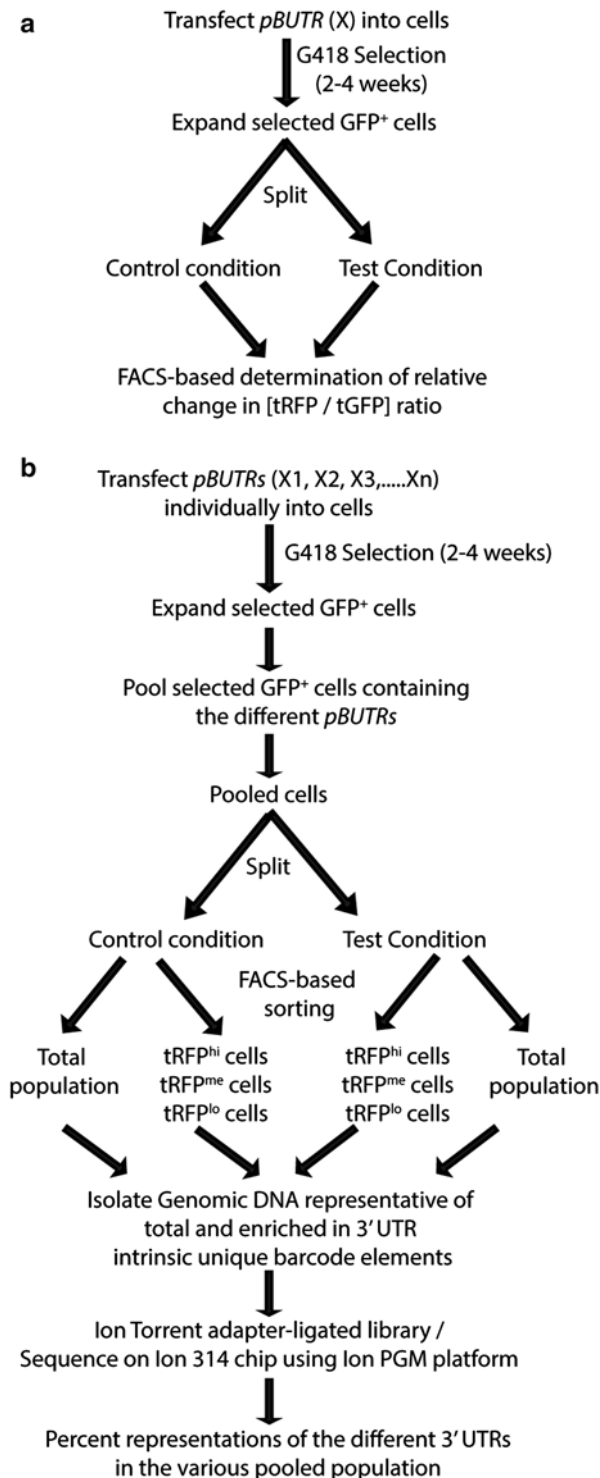 a
Transfect pBUTR (X) into cells
G418 Selection
(2-4 weeks)
Expand selected GFP⁺ cells
Split
Control condition
Test Condition
FACS-based determination of relative
change in [tRFP / tGFP] ratio
b
Transfect pBUTRs (X1, X2, X3,.....Xn)
individually into cells
G418 Selection (2-4 weeks)
Expand selected GFP⁺ cells
Pool selected GFP⁺ cells containing
the different pBUTRs
Pooled cells
Split
Control condition
Test Condition
FACS-based
sorting
Total
population
tRFPʰⁱ cells
tRFPᵐᵉ cells
tRFPˡᵒ cells
tRFPʰⁱ cells
tRFPᵐᵉ cells
tRFPˡᵒ cells
Total
population
Isolate Genomic DNA representative of
total and enriched in 3' UTR
intrinsic unique barcode elements
Ion Torrent adapter-ligated library /
Sequence on Ion 314 chip using Ion PGM platform
Percent representations of the different 3' UTRs
in the various pooled population